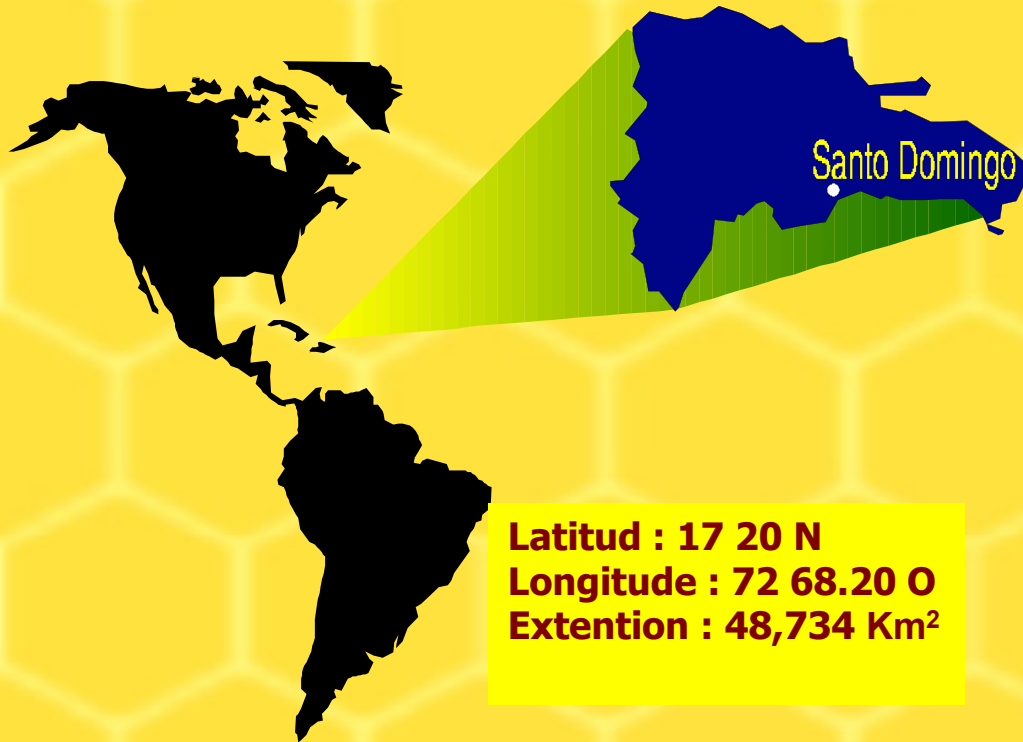 Santo Domingo
Latitud : 17 20 N
Longitude : 72 68.20 O
Extention : 48,734 Km²